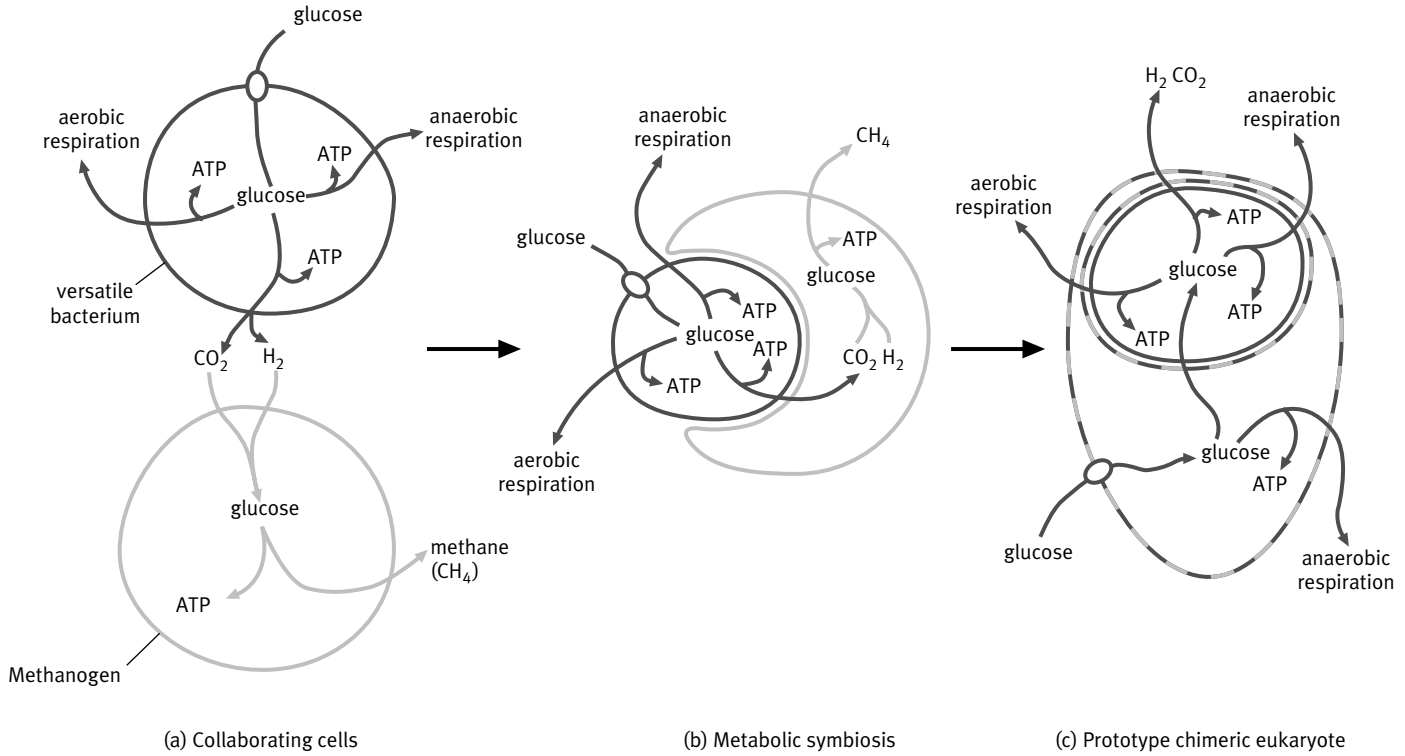 glucose
aerobic
respiration
anaerobic
respiration
ATP
ATP
glucose
ATP
versatile
bacterium
CO2
H2
glucose
methane
(CH4)
ATP
Methanogen
(a) Collaborating cells
anaerobic
respiration
CH4
glucose
ATP
glucose
ATP
glucose
ATP
CO2 H2
ATP
aerobic
respiration
(b) Metabolic symbiosis
H2 CO2
anaerobic
respiration
aerobic
respiration
ATP
glucose
ATP
ATP
glucose
ATP
glucose
anaerobic
respiration
(c) Prototype chimeric eukaryote